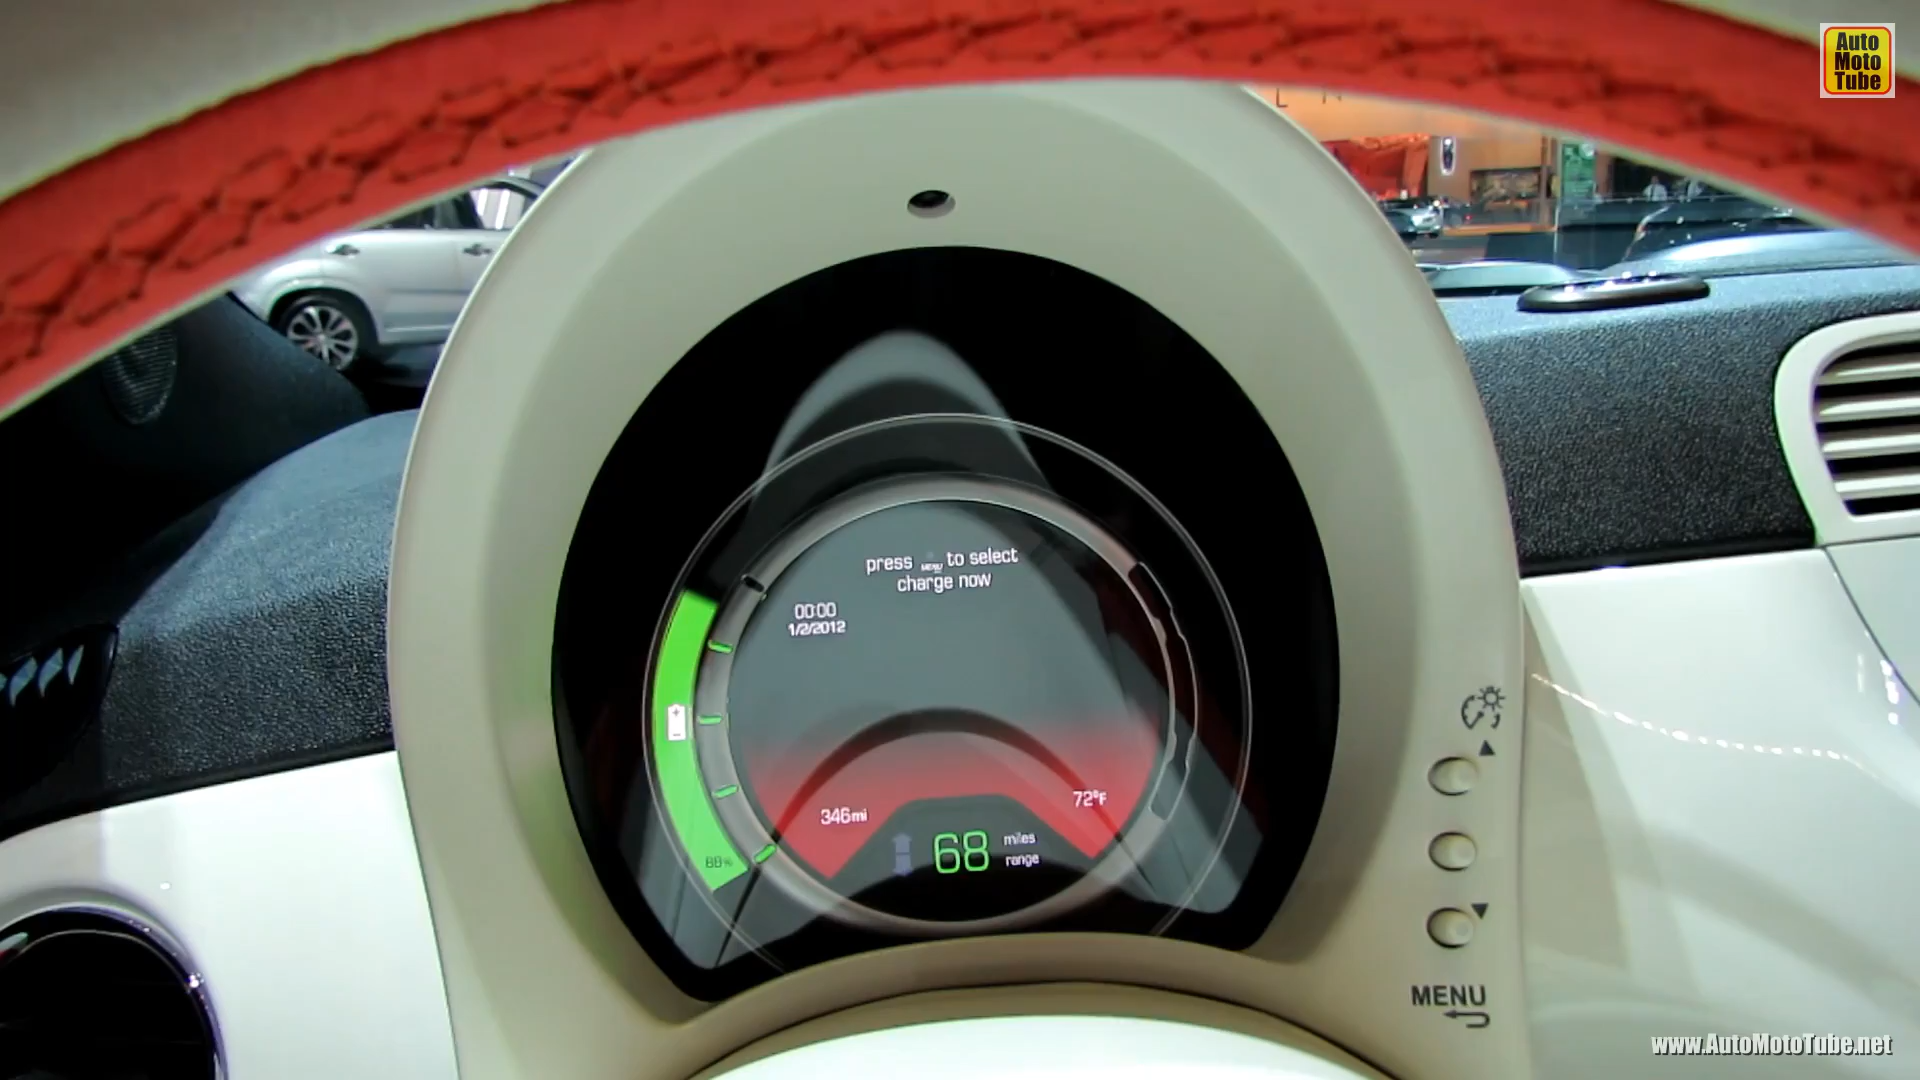 Auto
Moto
Tube
press MENU to select
charge now
00:00
1/2/2012
346mi
72°F
88%
68 miles
range
MENU
www.AutoMotoTube.net